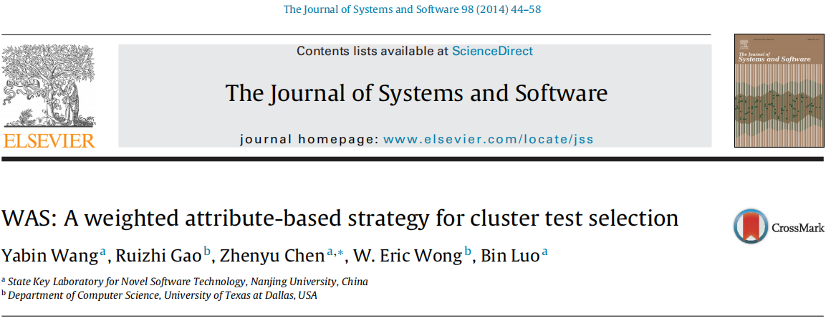 The Journal of Systems and Software 98 (2014) 44–58
Contents lists available at ScienceDirect
The Journal of Systems and Software
journal homepage: www.elsevier.com/locate/jss
ELSEVIER
The Journal of
Systems and Software
WAS: A weighted attribute-based strategy for cluster test selection
CrossMark
Yabin Wang a, Ruizhi Gao b, Zhenyu Chen a,*, W. Eric Wong b, Bin Luo a
a State Key Laboratory for Novel Software Technology, Nanjing University, China
b Department of Computer Science, University of Texas at Dallas, USA